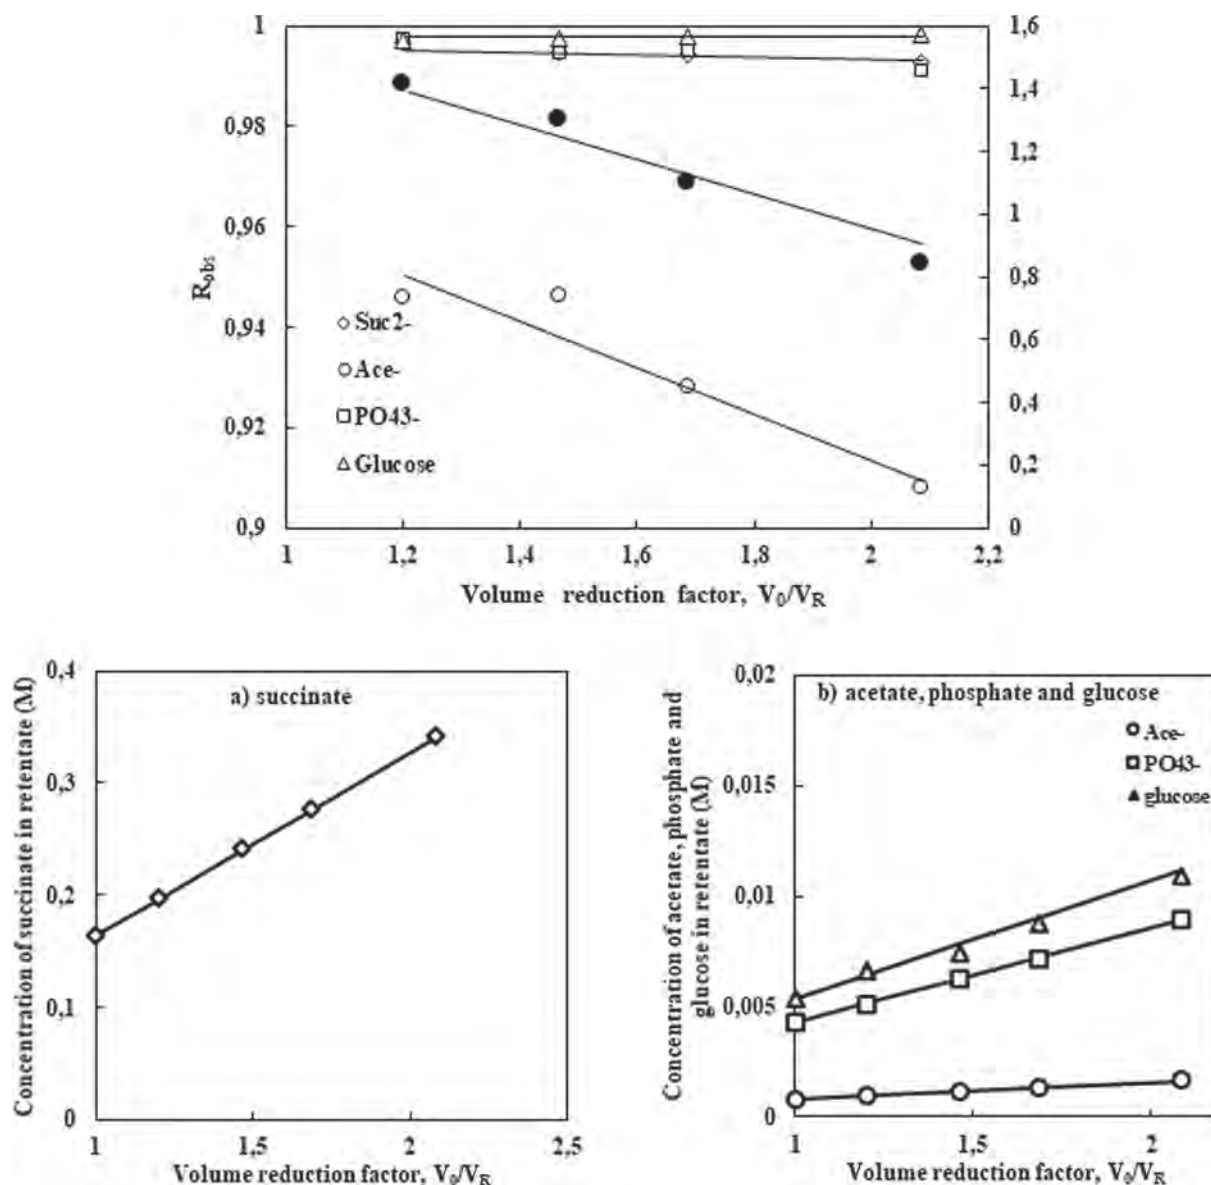 1
0,98
0,96
0,94
0,92
0,9
R_obs
1,6
1,4
1,2
1
0,8
0,6
0,4
0,2
0
Suc2-
Ace-
PO43-
Glucose
1 1,2 1,4 1,6 1,8 2 2,2
Volume reduction factor, V₀/V_R
a) succinate
Concentration of succinate in retentate (M)
0,4
0,3
0,2
0,1
0
1 1,5 2 2,5
Volume reduction factor, V₀/V_R
b) acetate, phosphate and glucose
Concentration of acetate, phosphate and
glucose in retentate (M)
0,02
0,015
0,01
0,005
0
Ace-
PO43-
glucose
1 1,5 2
Volume reduction factor, V₀/V_R